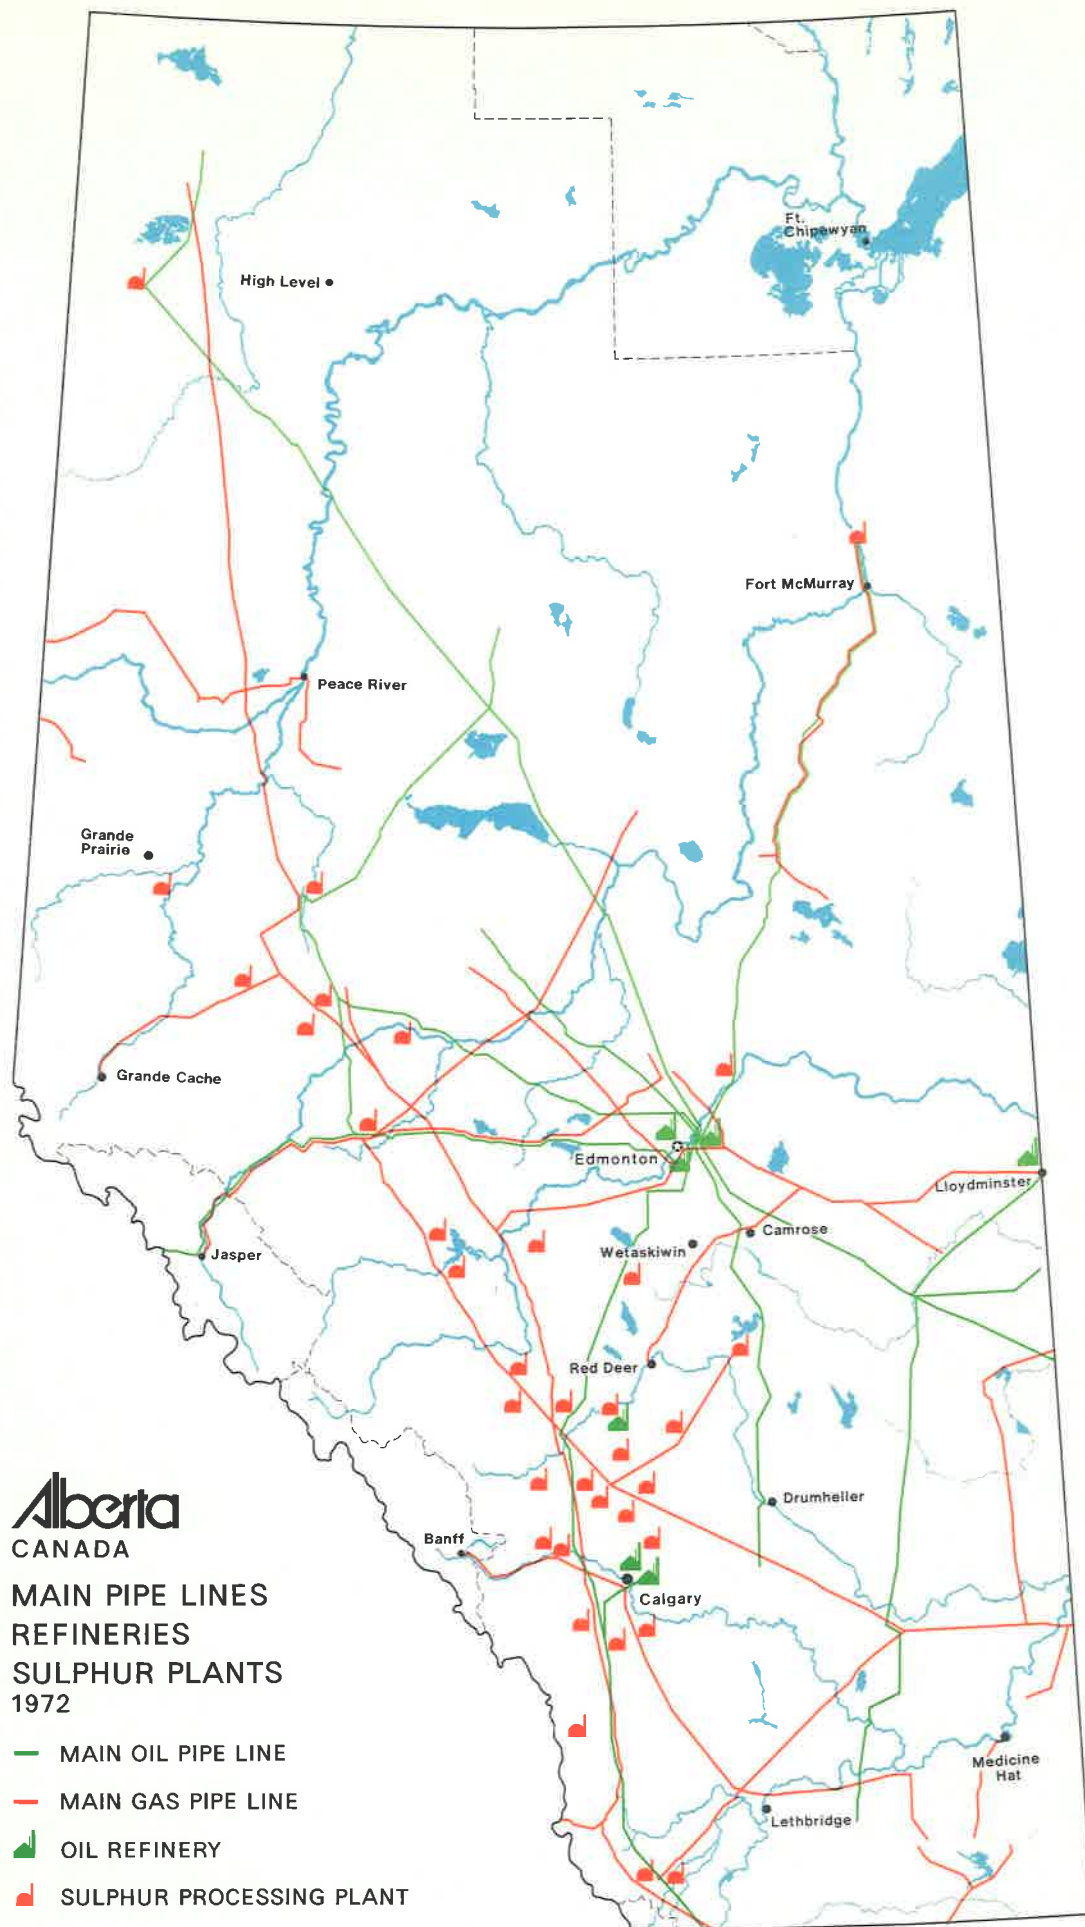 Ft.
Chipewyan
High Level
Fort McMurray
Peace River
Grande
Prairie
Grande Cache
Edmonton
Lloydminster
Jasper
Wetaskiwin
Camrose
Red Deer
Drumheller
Banff
Calgary
Medicine
Hat
Lethbridge
Alberta
CANADA
MAIN PIPE LINES
REFINERIES
SULPHUR PLANTS
1972
MAIN OIL PIPE LINE
MAIN GAS PIPE LINE
OIL REFINERY
SULPHUR PROCESSING PLANT